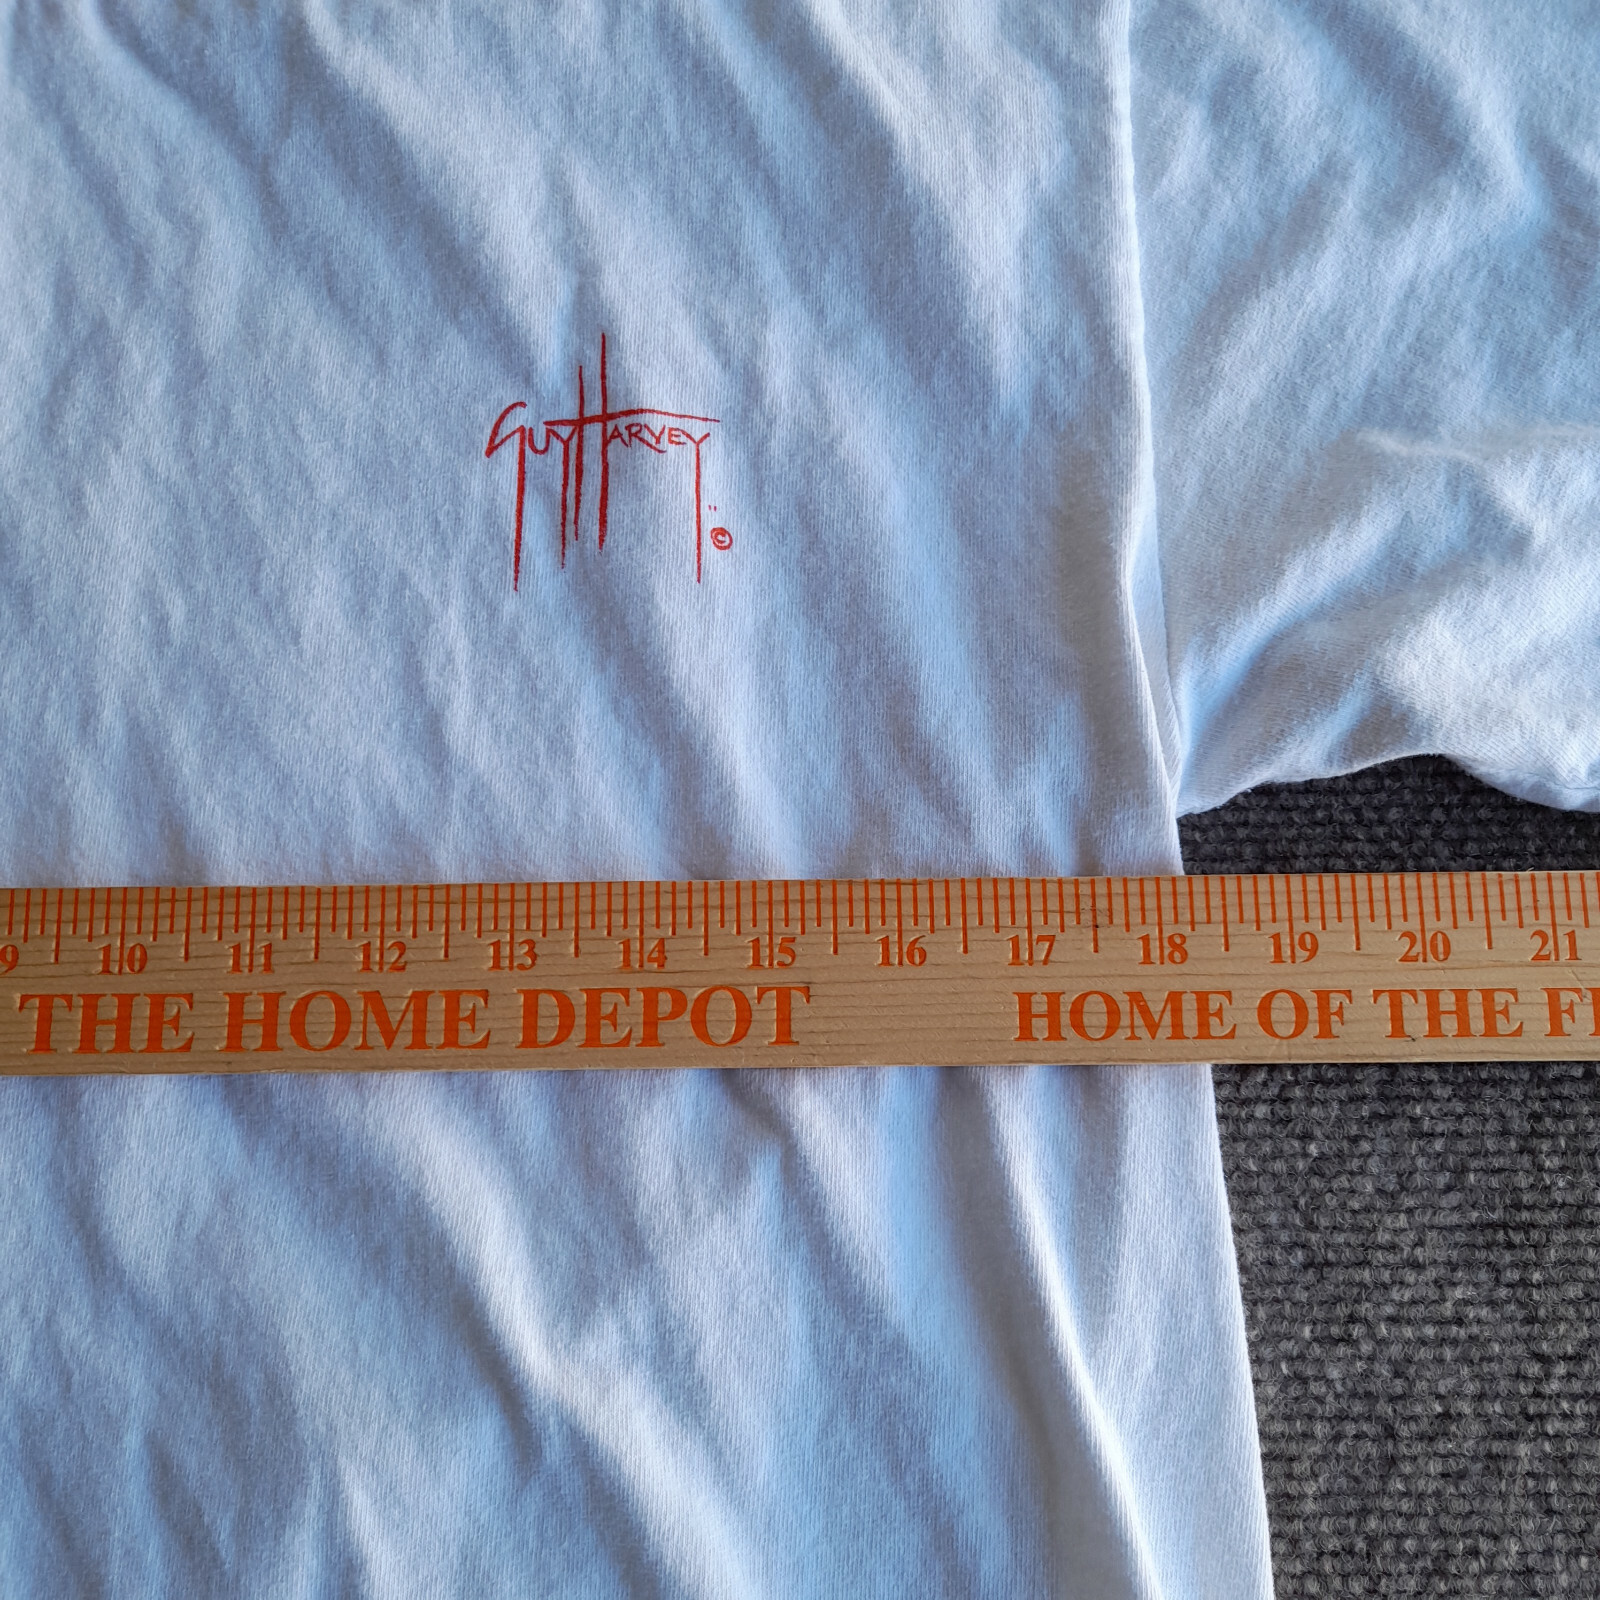 GUY HARVEY ©
9 10 11 12 13 14 15 16 17 18 19 20 21
THE HOME DEPOT HOME OF THE